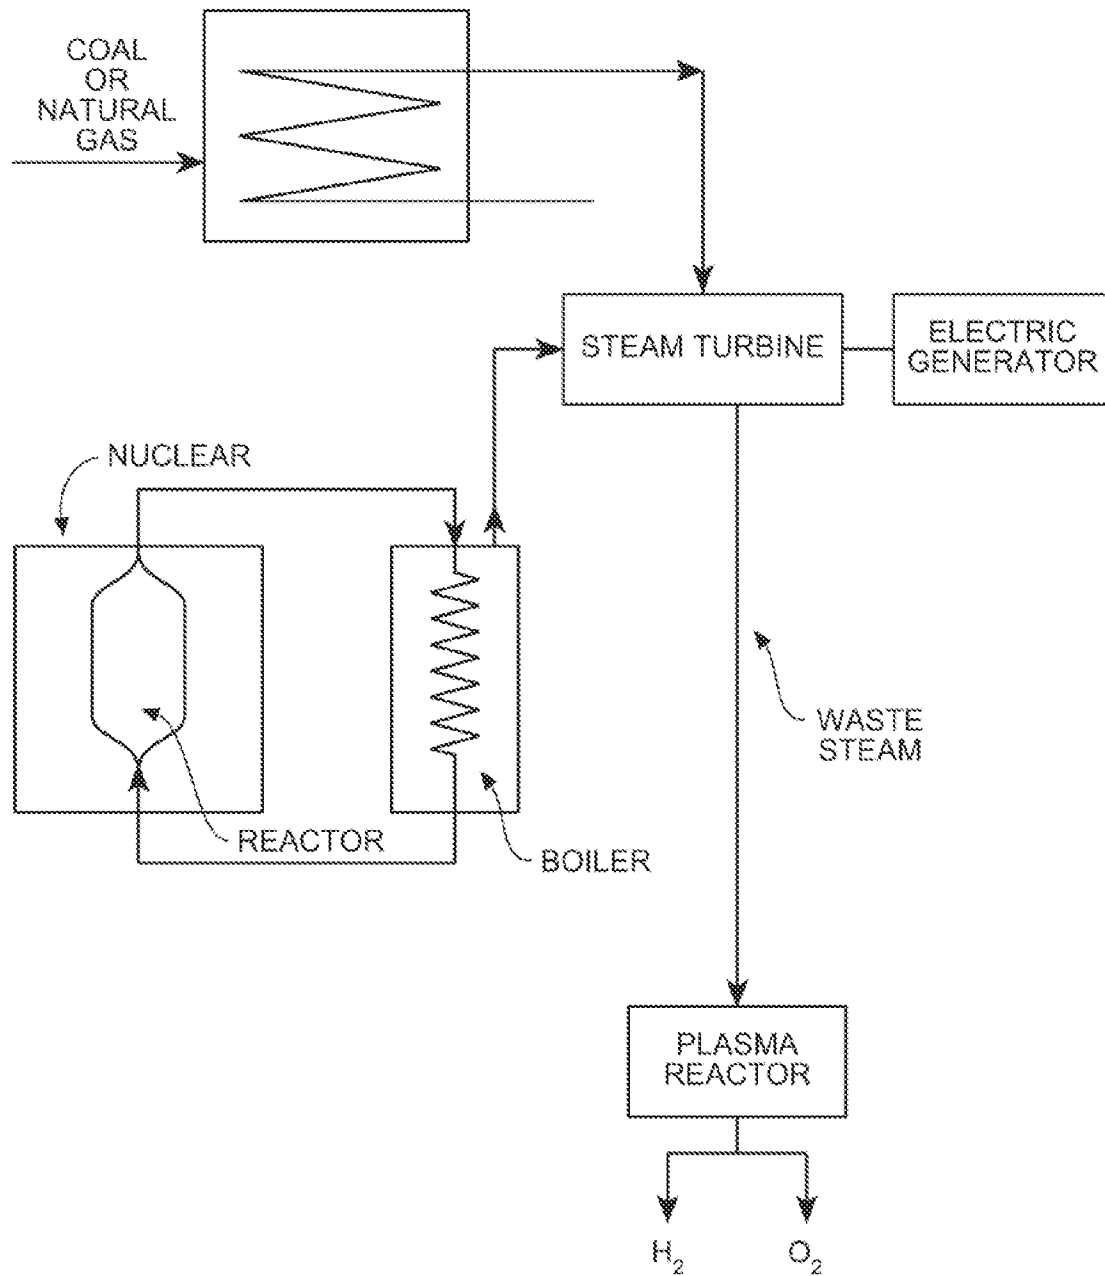 COAL
OR
NATURAL
GAS
STEAM TURBINE
ELECTRIC
GENERATOR
NUCLEAR
WASTE
STEAM
REACTOR
BOILER
PLASMA
REACTOR
H₂
O₂